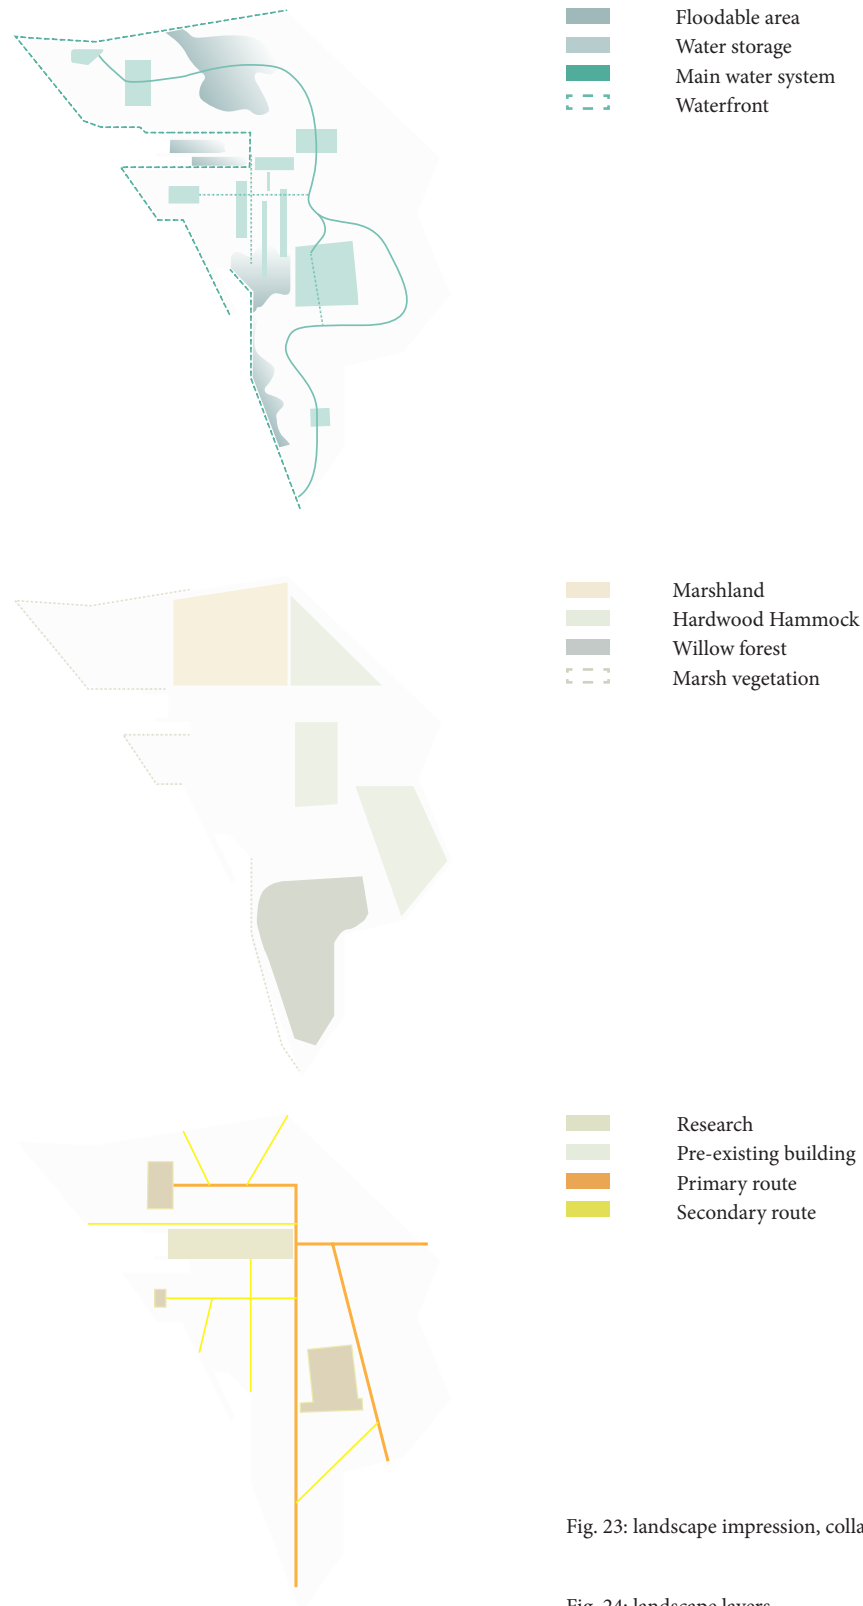 Floodable area
Water storage
Main water system
Waterfront
Marshland
Hardwood Hammock
Willow forest
Marsh vegetation
Research
Pre-existing building
Primary route
Secondary route
Fig. 23: landscape impression, colla
Fig. 24: landscape layers